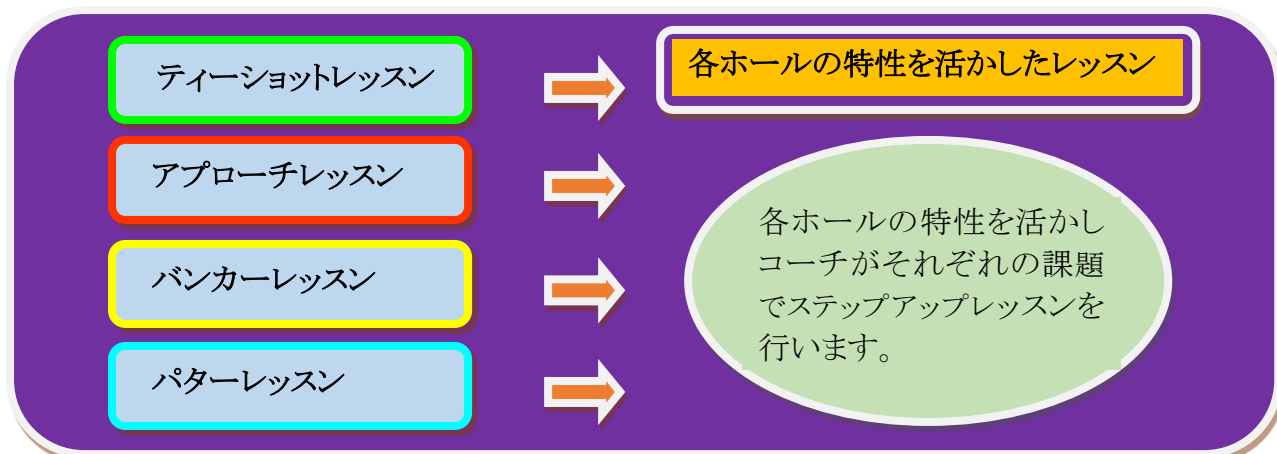 ティーショットレッスン
アプローチレッスン
バンカーレッスン
パターレッスン
各ホールの特性を活かしたレッスン
各ホールの特性を活かし
コーチがそれぞれの課題
でステップアップレッスンを
行います。